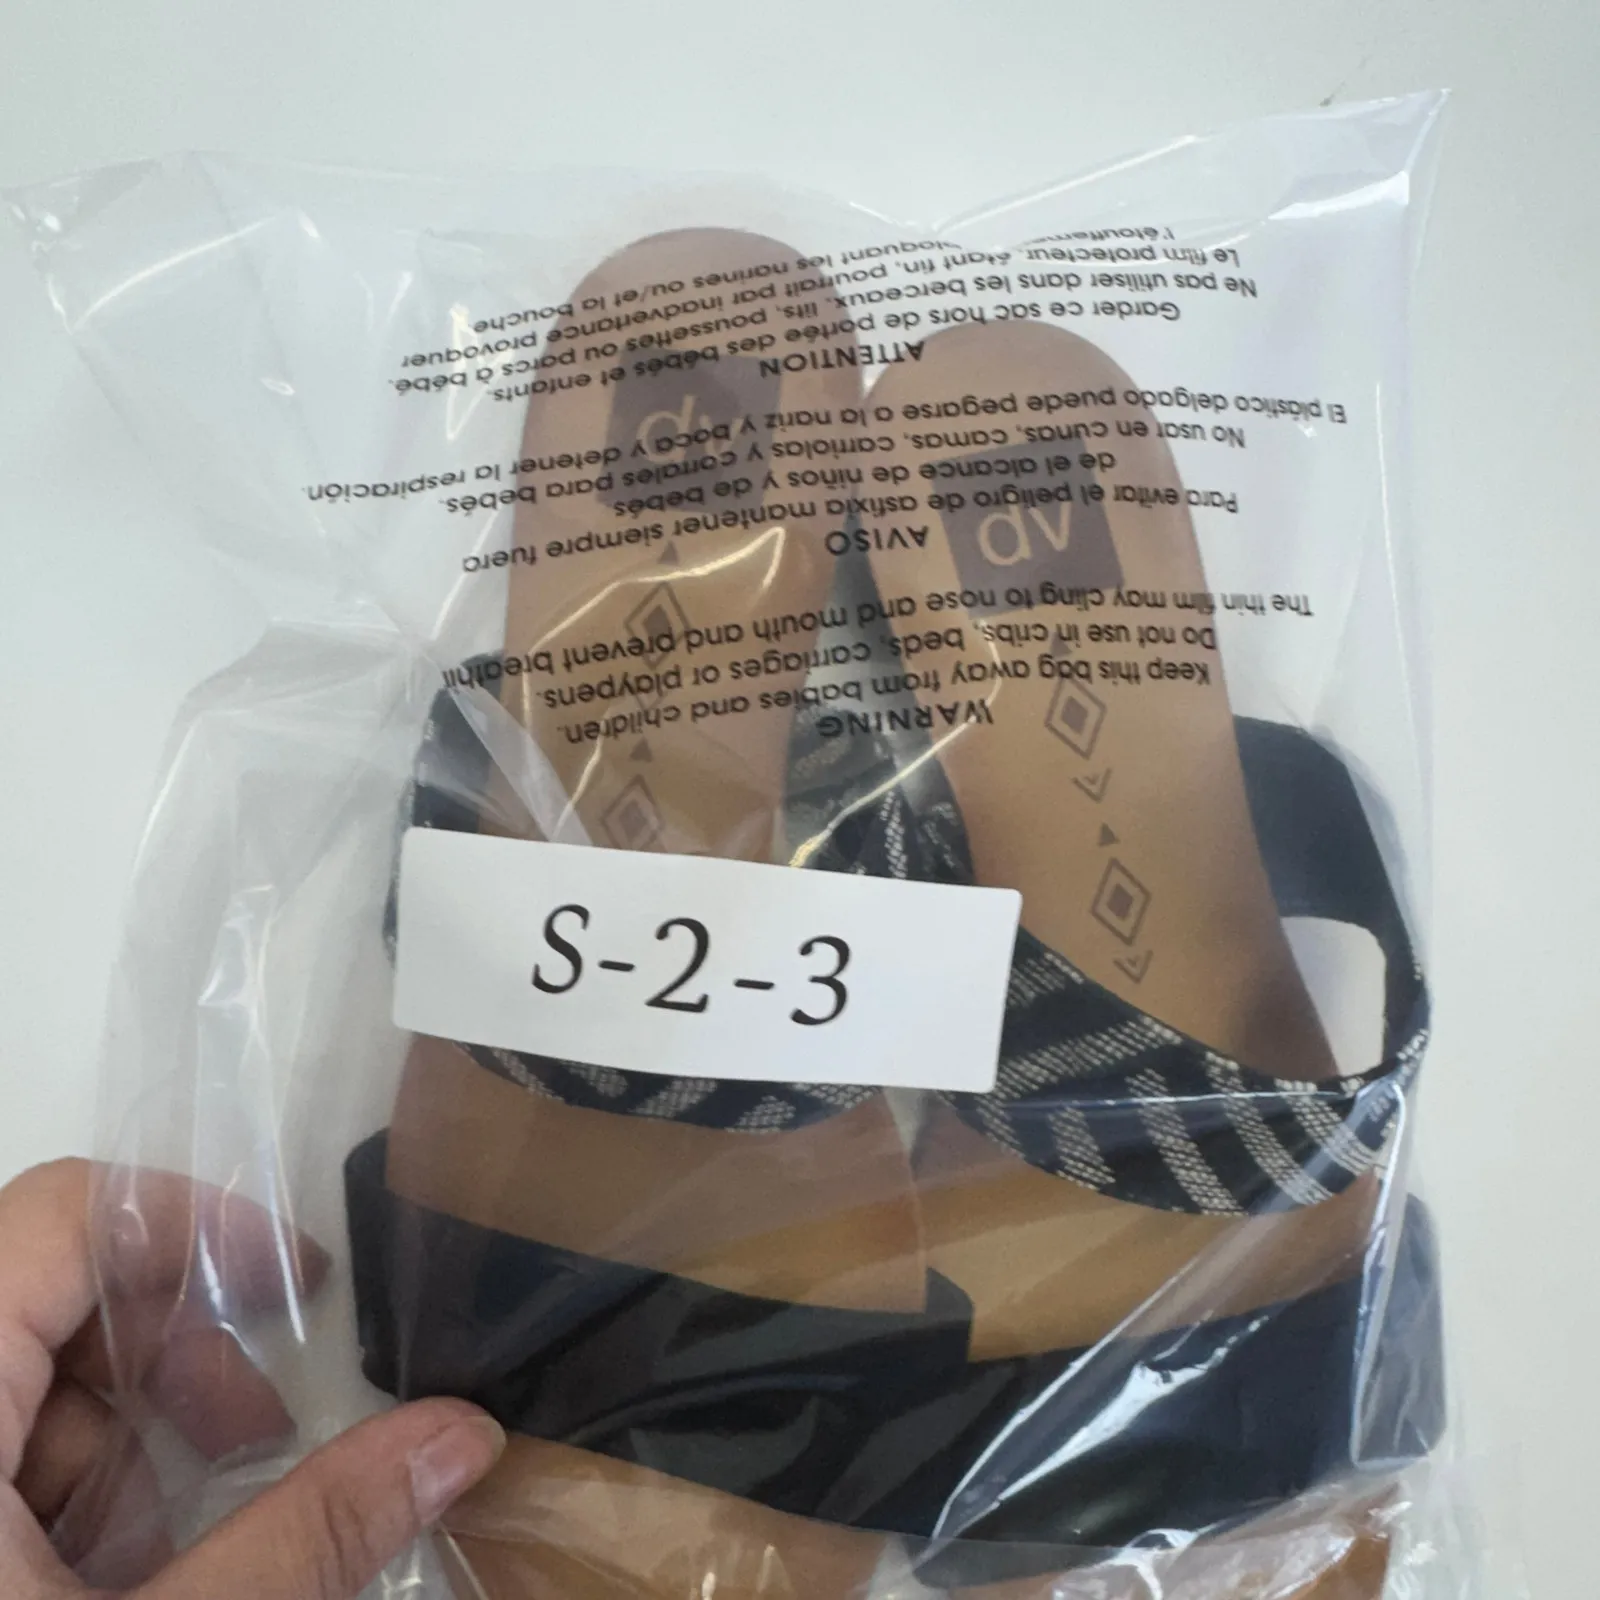 WARNING
Keep this bag away from babies and children.
Do not use in cribs, beds, carriages or playpens.
The thin film may cling to nose and mouth and prevent breathi
AVISO
Para evitar el peligro de asfixia mantener siempre fuera
de el alcance de niños y de bebés.
No usar en cunas, camas, carriolas y corrales para bebés.
El plástico delgado puede pegarse a la nariz y boca y detener la respiración.
ATTENTION
Garder ce sac hors de portée des bébés et enfants.
Ne pas utiliser dans les berceaux, lits, poussettes ou parcs à bébé.
Le film protecteur, étant fin, pourrait par inadvertance provoquer
les narines ou/et la bouche.
dv
dv
S-2-3